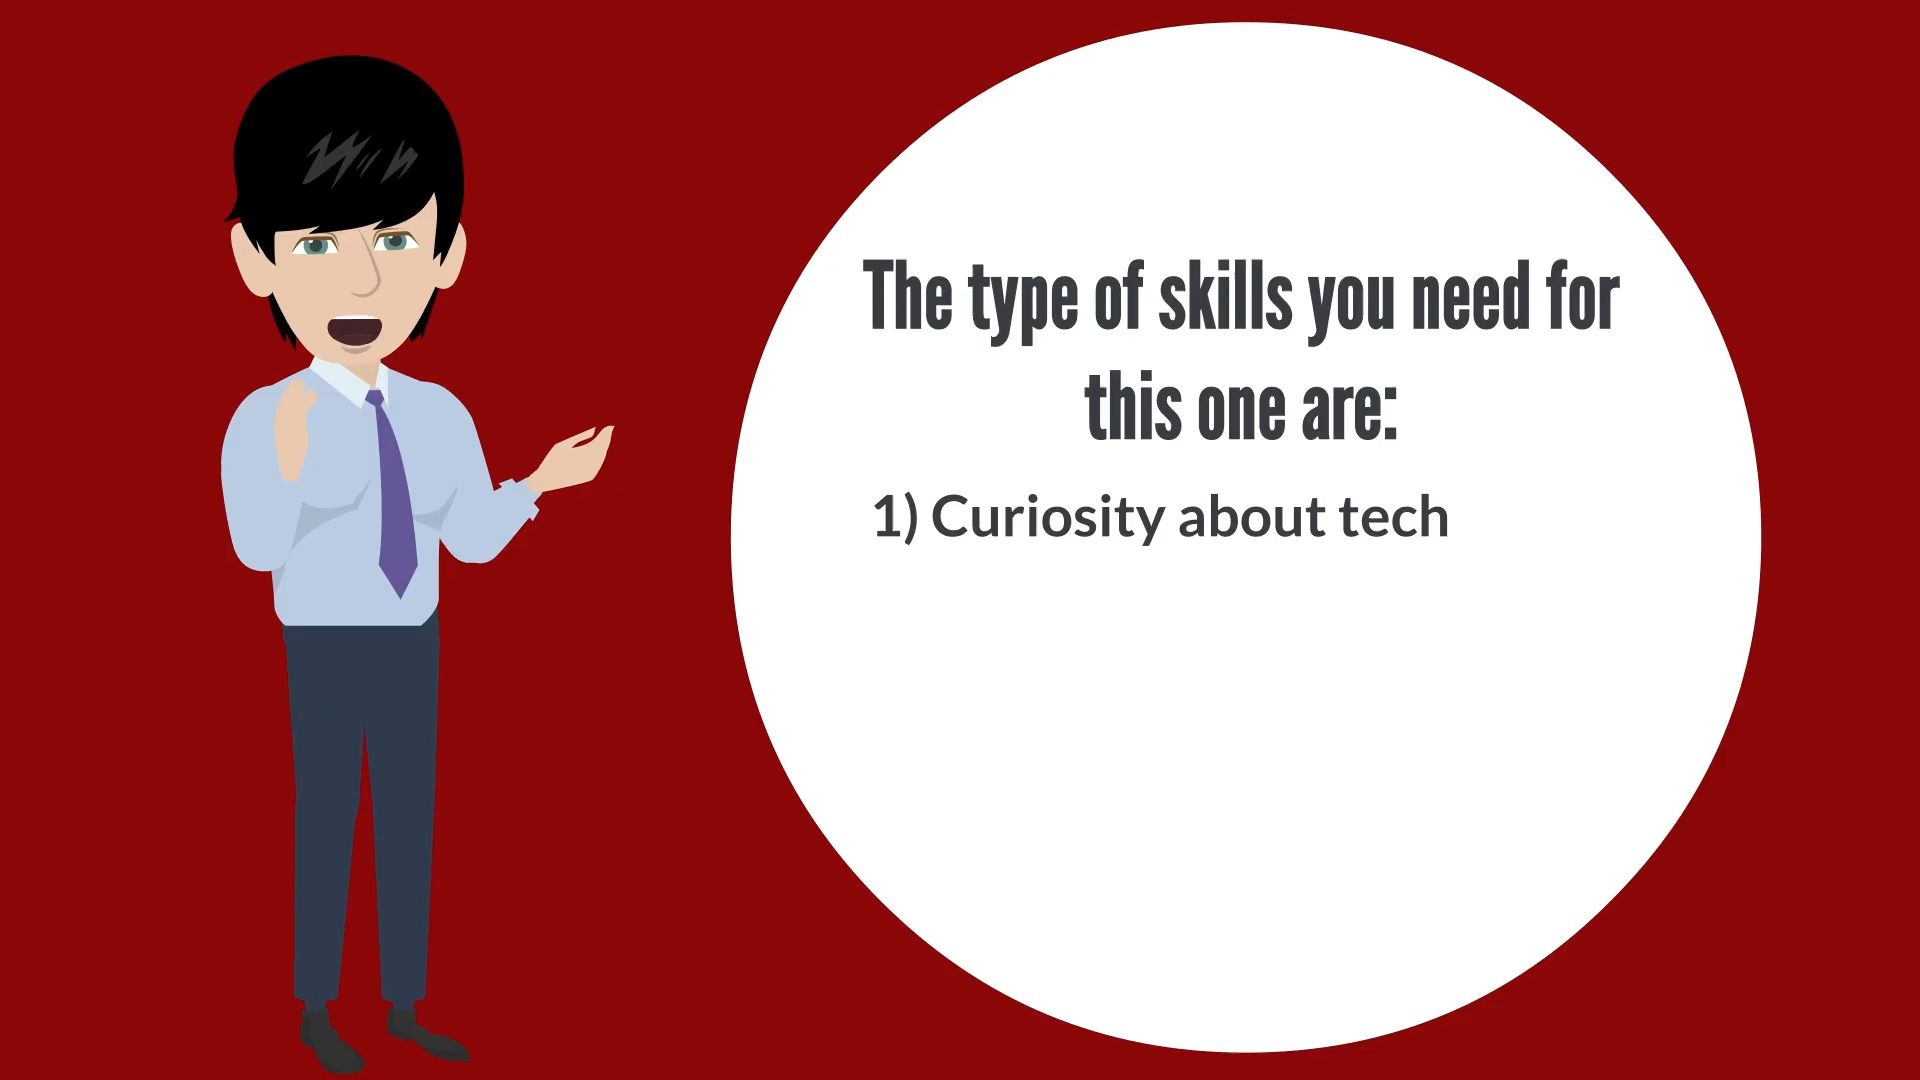 The type of skills you need for
this one are:
1) Curiosity about tech